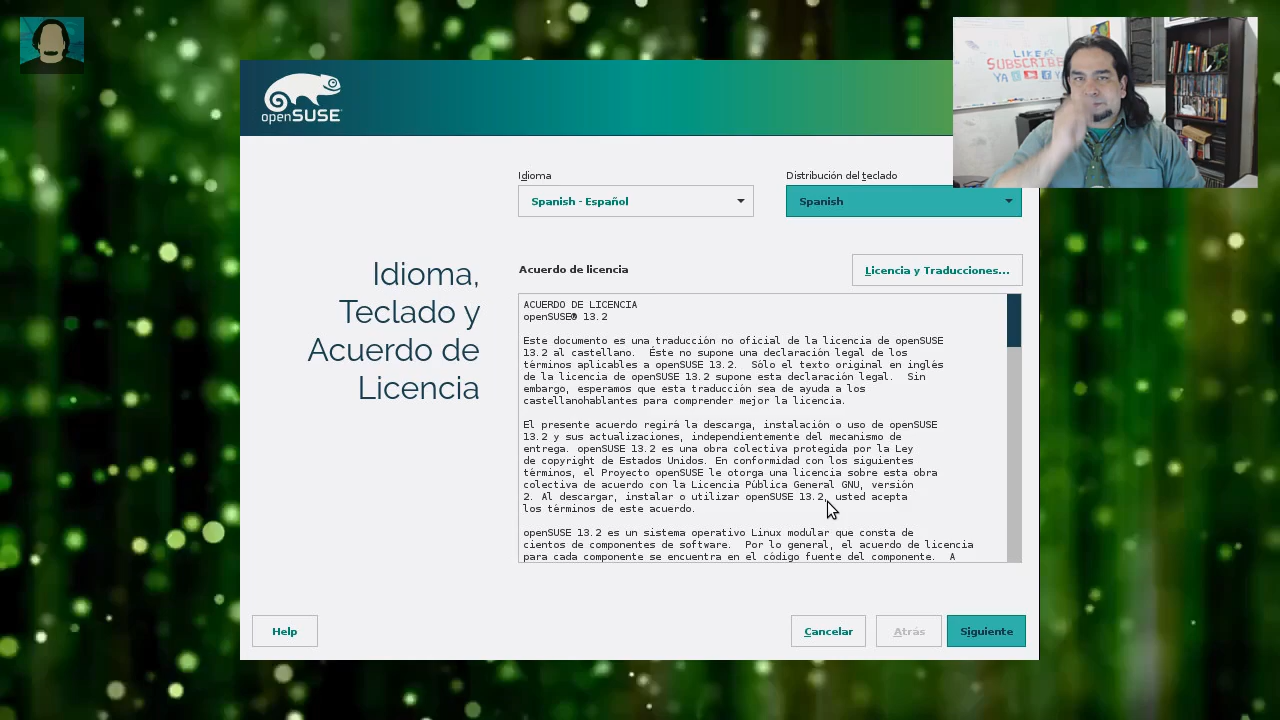 openSUSE
LIKE
SUBSCRIBE
YA
Idioma
Distribución del teclado
Spanish - Español
Spanish
Idioma,
Teclado y
Acuerdo de
Licencia
Acuerdo de licencia
Licencia y Traducciones...
ACUERDO DE LICENCIA
openSUSE® 13.2
Este documento es una traducción no oficial de la licencia de openSUSE
13.2 al castellano.  Éste no supone una declaración legal de los
términos aplicables a openSUSE 13.2.  Sólo el texto original en inglés
de la licencia de openSUSE 13.2 supone esta declaración legal.  Sin
embargo, esperamos que esta traducción sea de ayuda a los
castellanohablantes para comprender mejor la licencia.
El presente acuerdo regirá la descarga, instalación o uso de openSUSE
13.2 y sus actualizaciones, independientemente del mecanismo de
entrega. openSUSE 13.2 es una obra colectiva protegida por la Ley
de copyright de Estados Unidos. En conformidad con los siguientes
términos, el Proyecto openSUSE le otorga una licencia sobre esta obra
colectiva de acuerdo con la Licencia Pública General GNU, versión
2. Al descargar, instalar o utilizar openSUSE 13.2, usted acepta
los términos de este acuerdo.
openSUSE 13.2 es un sistema operativo Linux modular que consta de
cientos de componentes de software.  Por lo general, el acuerdo de licencia
para cada componente se encuentra en el código fuente del componente.  A
Help
Cancelar
Atrás
Siguiente